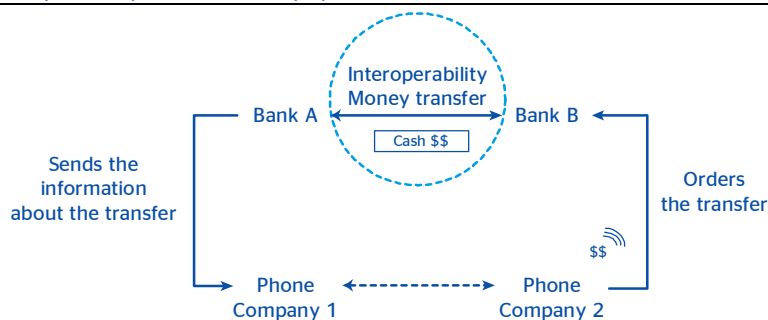 Interoperability
Money transfer
Bank A
Bank B
Cash $$
Sends the
information
about the transfer
Orders
the transfer
$$
Phone
Company 1
Phone
Company 2